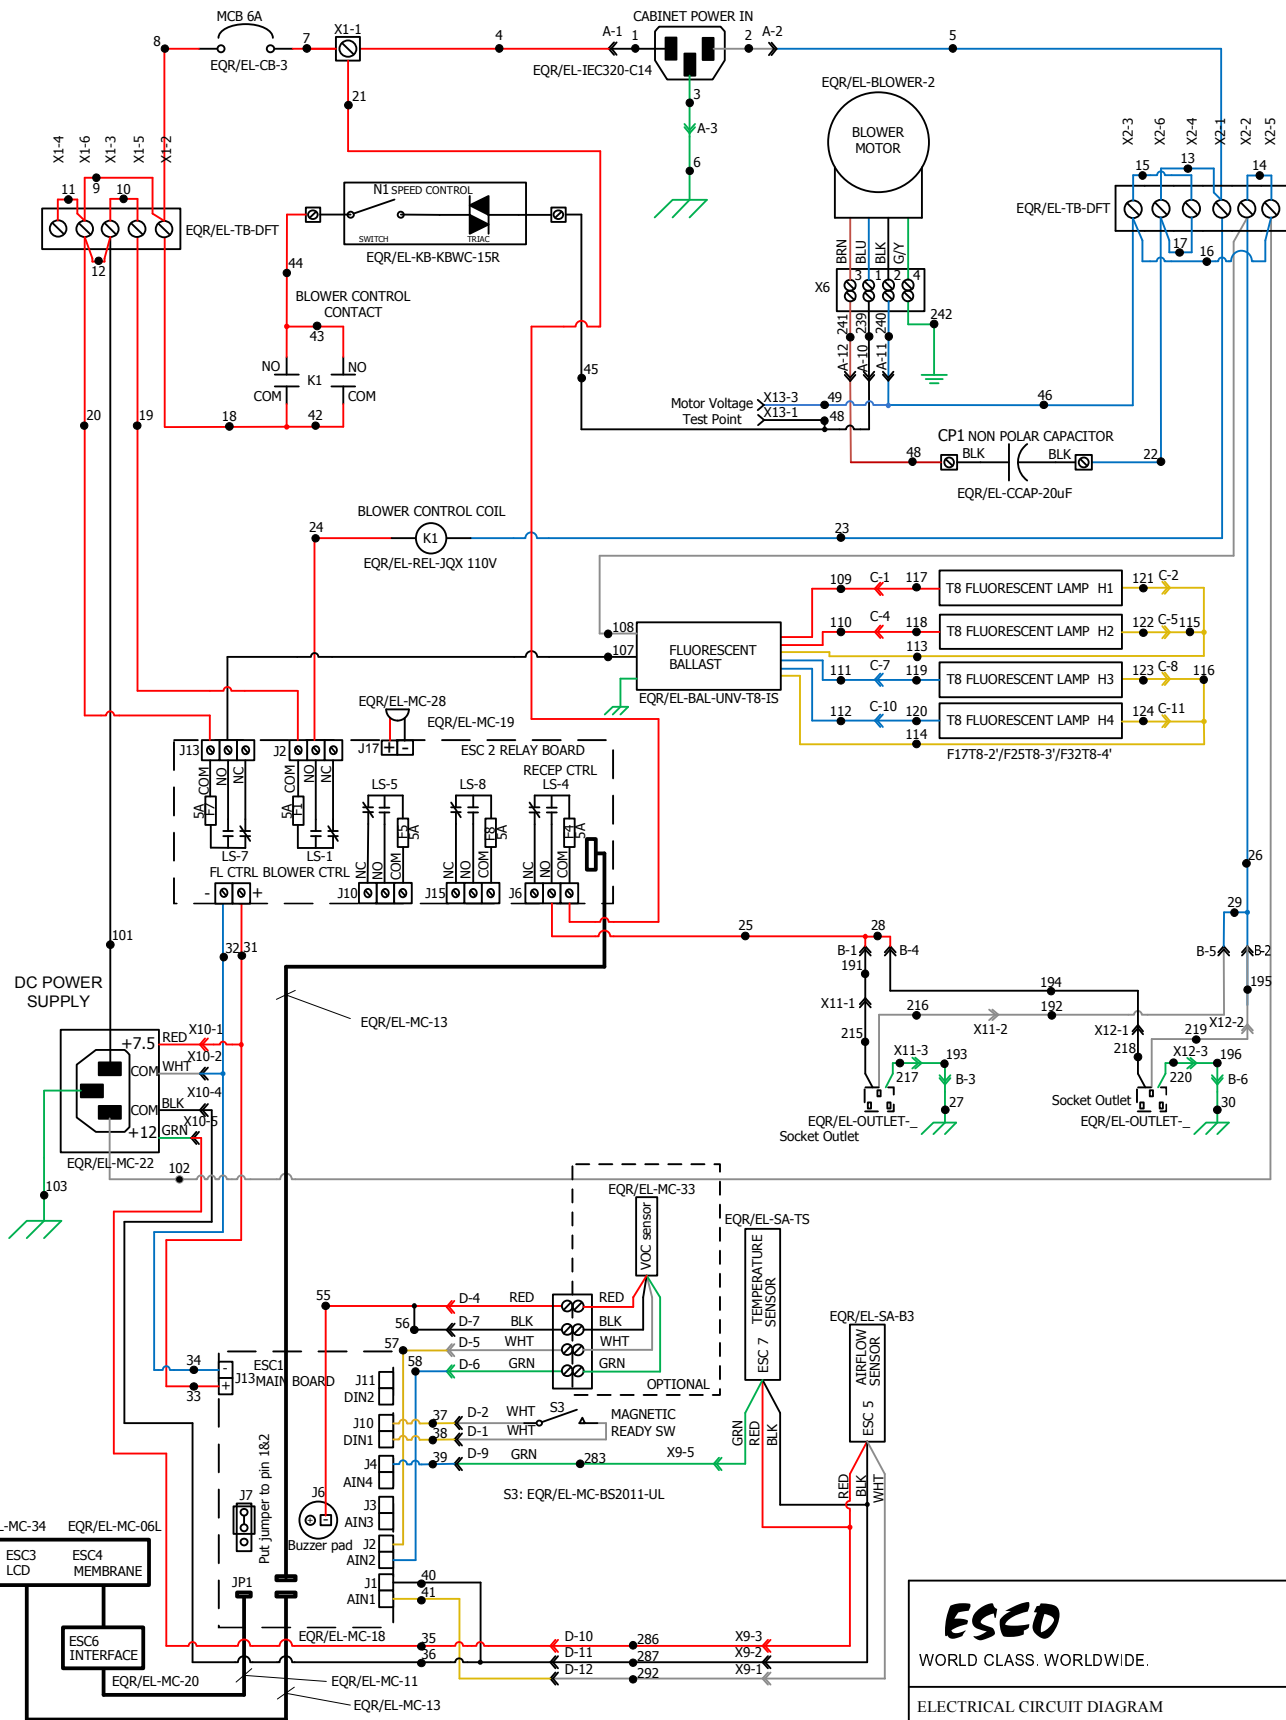 MCB 6A
X1-1
CABINET POWER IN
8
7
4
A-1
1
2
A-2
5
EQR/EL-CB-3
EQR/EL-IEC320-C14
EQR/EL-BLOWER-2
21
3
A-3
6
BLOWER
MOTOR
X1-4
X1-6
X1-3
X1-5
X1-2
X2-3
X2-6
X2-4
X2-1
X2-2
X2-5
11
9
10
12
EQR/EL-TB-DFT
15
13
14
17
16
EQR/EL-TB-DFT
N1 SPEED CONTROL
SWITCH
TRIAC
EQR/EL-KB-KBWC-15R
BRN
BLU
BLK
G/Y
X6
3
1
2
4
241
239
240
242
A-12
A-10
A-11
44
BLOWER CONTROL
CONTACT
43
NO
NO
K1
COM
COM
45
20
19
18
42
Motor Voltage
Test Point
X13-3
X13-1
49
48
46
CP1 NON POLAR CAPACITOR
48
BLK
BLK
22
EQR/EL-CCAP-20uF
BLOWER CONTROL COIL
24
K1
23
EQR/EL-REL-JQX 110V
108
107
FLUORESCENT
BALLAST
EQR/EL-BAL-UNV-T8-IS
109
C-1
117
T8 FLUORESCENT LAMP H1
121
C-2
110
C-4
118
T8 FLUORESCENT LAMP H2
122
C-5
115
113
111
C-7
119
T8 FLUORESCENT LAMP H3
123
C-8
116
112
C-10
120
T8 FLUORESCENT LAMP H4
124
C-11
114
F17T8-2'/F25T8-3'/F32T8-4'
EQR/EL-MC-28
EQR/EL-MC-19
J13
J2
J17
+
-
ESC 2 RELAY BOARD
RECEP CTRL
COM
NO
NC
COM
NO
NC
5A
F7
5A
F1
LS-5
LS-8
LS-4
F5
5A
F8
5A
F4
5A
LS-7
LS-1
FL CTRL
BLOWER CTRL
NC
NO
COM
NC
NO
COM
NC
NO
COM
-
+
J10
J15
J6
26
29
101
32
31
25
28
B-1
B-4
B-5
B-2
191
195
194
DC POWER
SUPPLY
EQR/EL-MC-13
X11-1
216
X11-2
192
X12-1
219
X12-2
+7.5
RED
X10-1
COM
WHT
X10-2
COM
BLK
X10-4
+12
GRN
X10-5
EQR/EL-MC-22
215
X11-3
193
217
B-3
27
218
X12-3
196
220
B-6
30
EQR/EL-OUTLET-_
Socket Outlet
Socket Outlet
EQR/EL-OUTLET-_
102
103
EQR/EL-MC-33
VOC sensor
EQR/EL-SA-TS
ESC 7
TEMPERATURE
SENSOR
EQR/EL-SA-B3
ESC 5
AIRFLOW
SENSOR
55
D-4
RED
RED
56
D-7
BLK
BLK
57
D-5
WHT
WHT
58
D-6
GRN
GRN
OPTIONAL
34
33
-
+
J13
ESC1
MAIN BOARD
J11
DIN2
J10
DIN1
J4
AIN4
J3
AIN3
J2
AIN2
J1
AIN1
37
D-2
WHT
S3
MAGNETIC
READY SW
38
D-1
WHT
39
D-9
GRN
283
X9-5
GRN
RED
BLK
RED
BLK
WHT
S3: EQR/EL-MC-BS2011-UL
J7
Put jumper to pin 1&2
J6
+
-
Buzzer pad
JP1
40
41
L-MC-34
EQR/EL-MC-06L
ESC3
LCD
ESC4
MEMBRANE
ESC6
INTERFACE
EQR/EL-MC-20
EQR/EL-MC-18
35
36
D-10
286
X9-3
D-11
287
X9-2
D-12
292
X9-1
EQR/EL-MC-11
EQR/EL-MC-13
ESCO
WORLD CLASS. WORLDWIDE.
ELECTRICAL CIRCUIT DIAGRAM